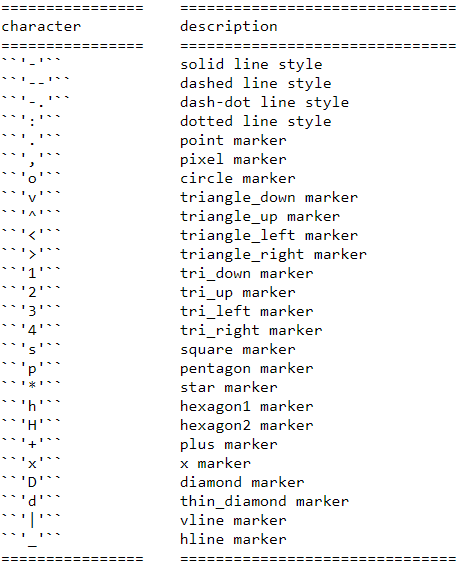 ================    ===============================
character           description
================    ===============================
``'-'``             solid line style
``'--'``            dashed line style
``'-.'``            dash-dot line style
``':'``             dotted line style
``'.'``             point marker
``','``             pixel marker
``'o'``             circle marker
``'v'``             triangle_down marker
``'^'``             triangle_up marker
``'<'``             triangle_left marker
``'>'``             triangle_right marker
``'1'``             tri_down marker
``'2'``             tri_up marker
``'3'``             tri_left marker
``'4'``             tri_right marker
``'s'``             square marker
``'p'``             pentagon marker
``'*'``             star marker
``'h'``             hexagon1 marker
``'H'``             hexagon2 marker
``'+'``             plus marker
``'x'``             x marker
``'D'``             diamond marker
``'d'``             thin_diamond marker
``'|'``             vline marker
``'_'``             hline marker
================    ===============================